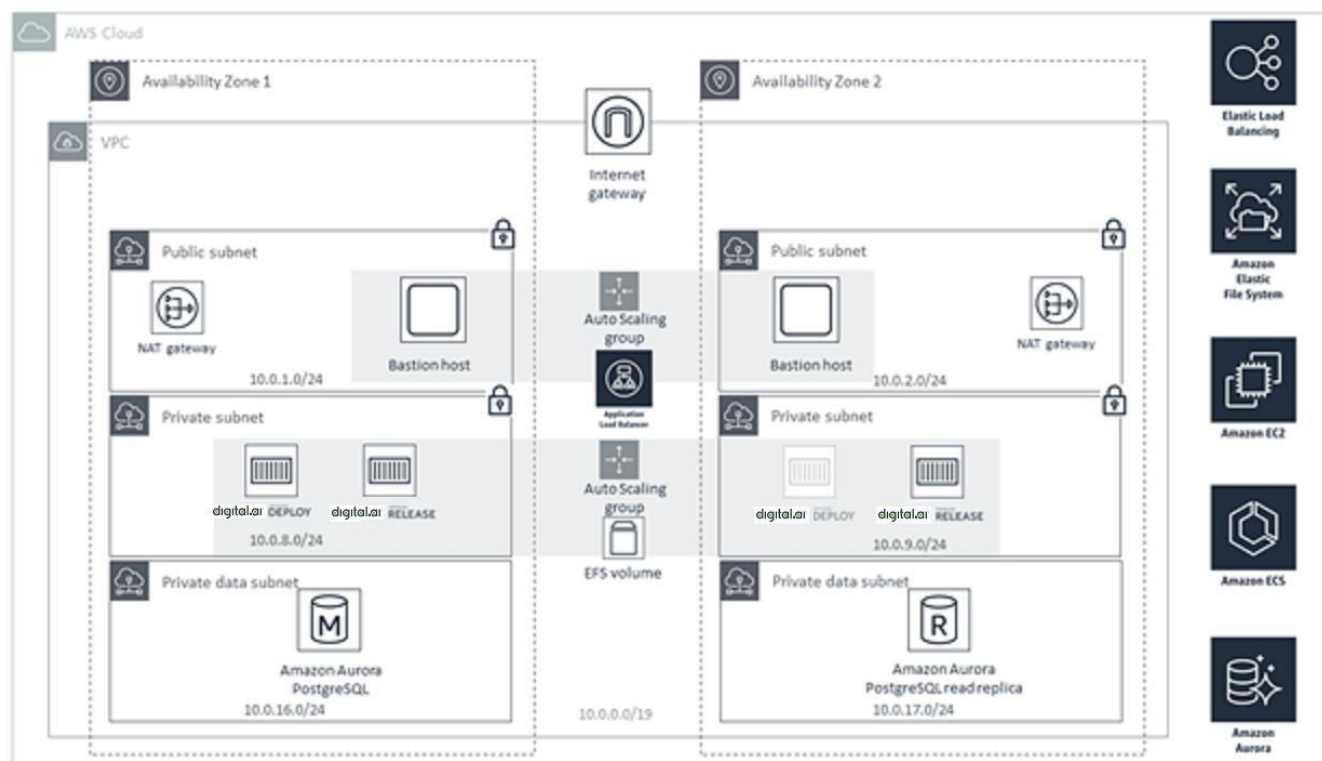 AWS Cloud
Availability Zone 1
Availability Zone 2
VPC
Internet
gateway
Public subnet
NAT gateway
Bastion host
10.0.1.0/24
Auto Scaling
group
Application
Load Balancer
Public subnet
Bastion host
NAT gateway
10.0.2.0/24
Private subnet
digital.ai DEPLOY
digital.ai RELEASE
10.0.8.0/24
Auto Scaling
group
EFS volume
Private subnet
digital.ai DEPLOY
digital.ai RELEASE
10.0.9.0/24
Private data subnet
M
Amazon Aurora
PostgreSQL
10.0.16.0/24
10.0.0.0/19
Private data subnet
R
Amazon Aurora
PostgreSQL read replica
10.0.17.0/24
Elastic Load
Balancing
Amazon
Elastic
File System
Amazon EC2
Amazon ECS
Amazon
Aurora